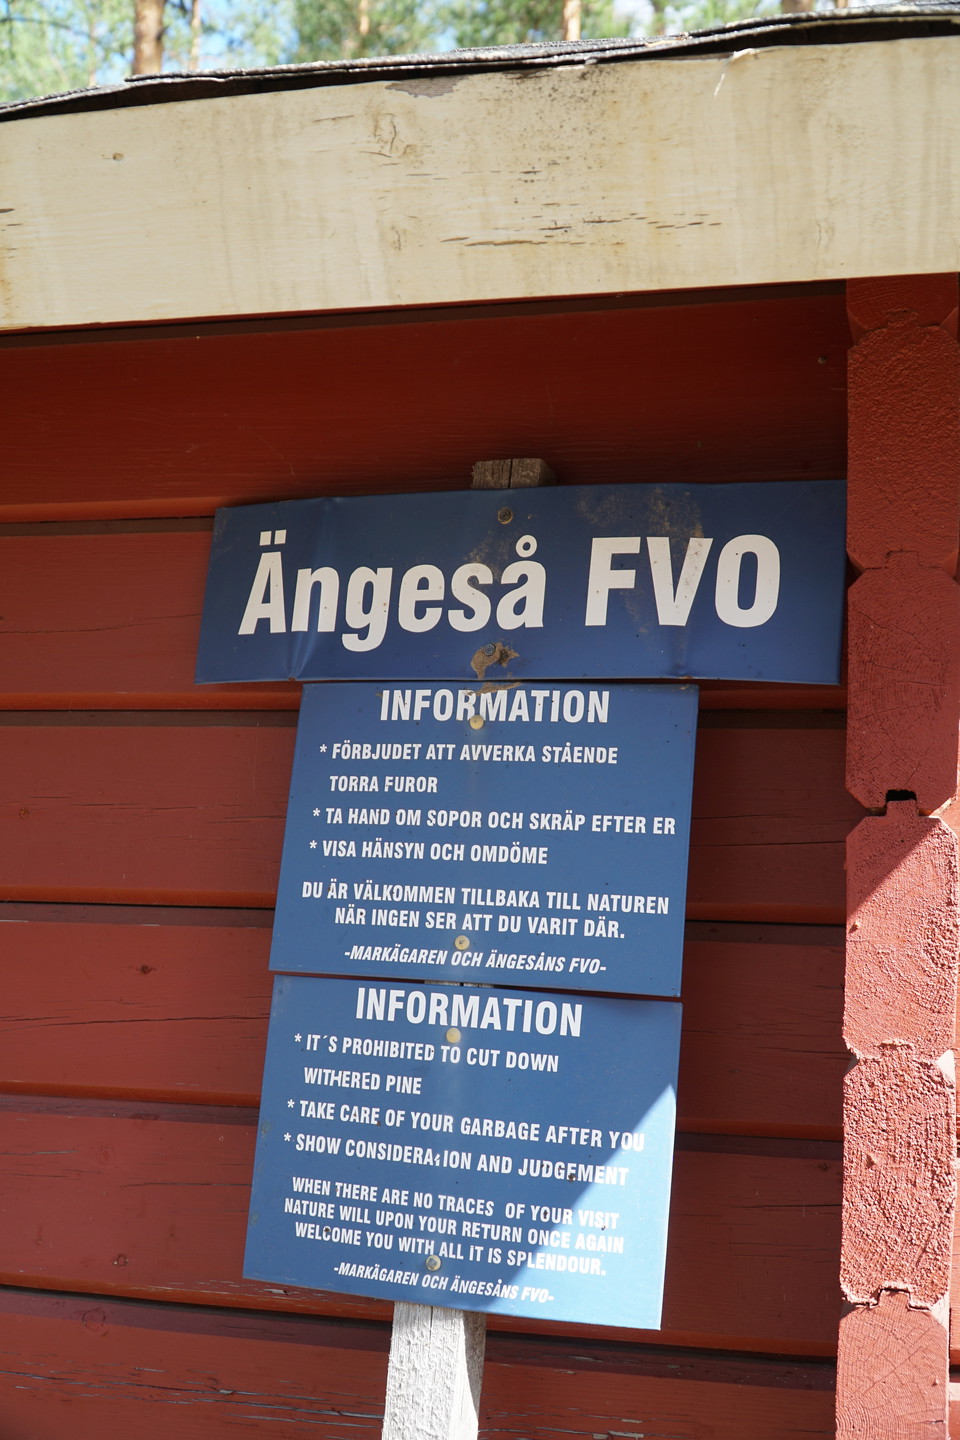 Ängeså FVO
INFORMATION
* FÖRBJUDET ATT AVVERKA STÅENDE
TORRA FUROR
* TA HAND OM SOPOR OCH SKRÄP EFTER ER
* VISA HÄNSYN OCH OMDÖME
DU ÄR VÄLKOMMEN TILLBAKA TILL NATUREN
NÄR INGEN SER ATT DU VARIT DÄR.
-MARKÄGAREN OCH ÄNGESÅNS FVO-
INFORMATION
* IT´S PROHIBITED TO CUT DOWN
WITHERED PINE
* TAKE CARE OF YOUR GARBAGE AFTER YOU
* SHOW CONSIDERATION AND JUDGEMENT
WHEN THERE ARE NO TRACES OF YOUR VISIT
NATURE WILL UPON YOUR RETURN ONCE AGAIN
WELCOME YOU WITH ALL IT IS SPLENDOUR.
-MARKÄGAREN OCH ÄNGESÅNS FVO-